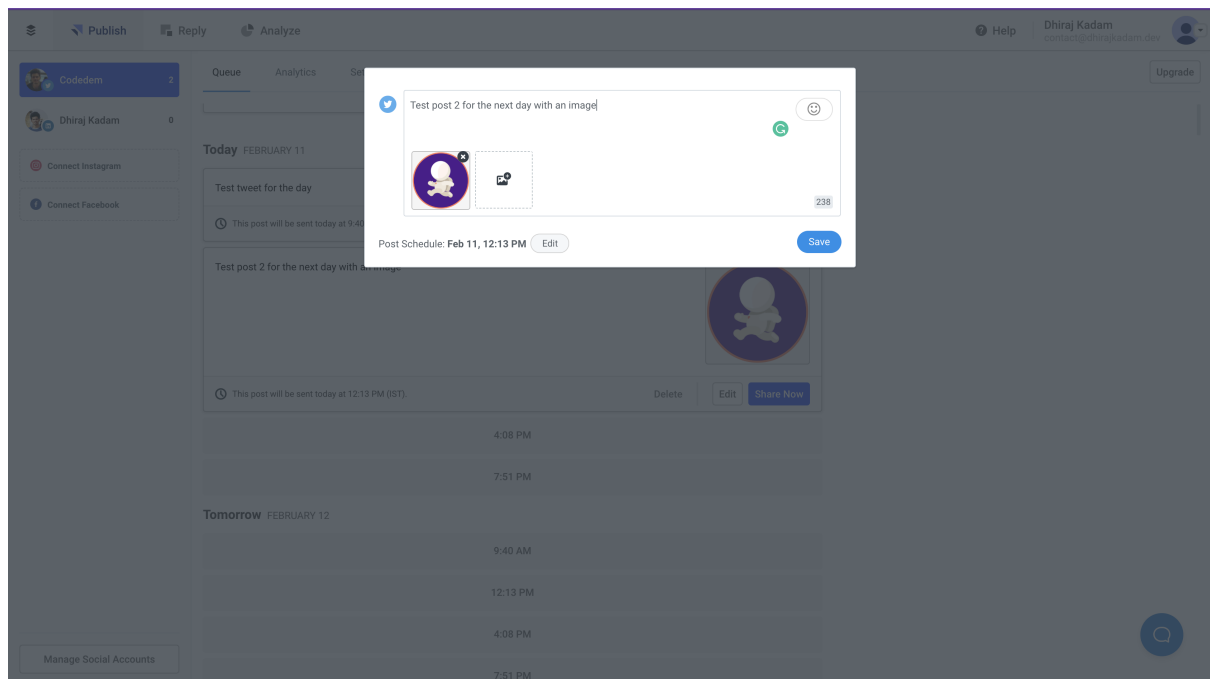 Publish
Reply
Analyze
Help
Dhiraj Kadam
contact@dhirajkadam.dev
Codedem 2
Dhiraj Kadam 0
Connect Instagram
Connect Facebook
Manage Social Accounts
Queue
Analytics
Upgrade
Today FEBRUARY 11
Test tweet for the day
This post will be sent today at 9:40
Test post 2 for the next day with an image
238
Post Schedule: Feb 11, 12:13 PM Edit
Save
Test post 2 for the next day with an image
This post will be sent today at 12:13 PM (IST).
Delete
Edit
Share Now
4:08 PM
7:51 PM
Tomorrow FEBRUARY 12
9:40 AM
12:13 PM
4:08 PM
7:51 PM